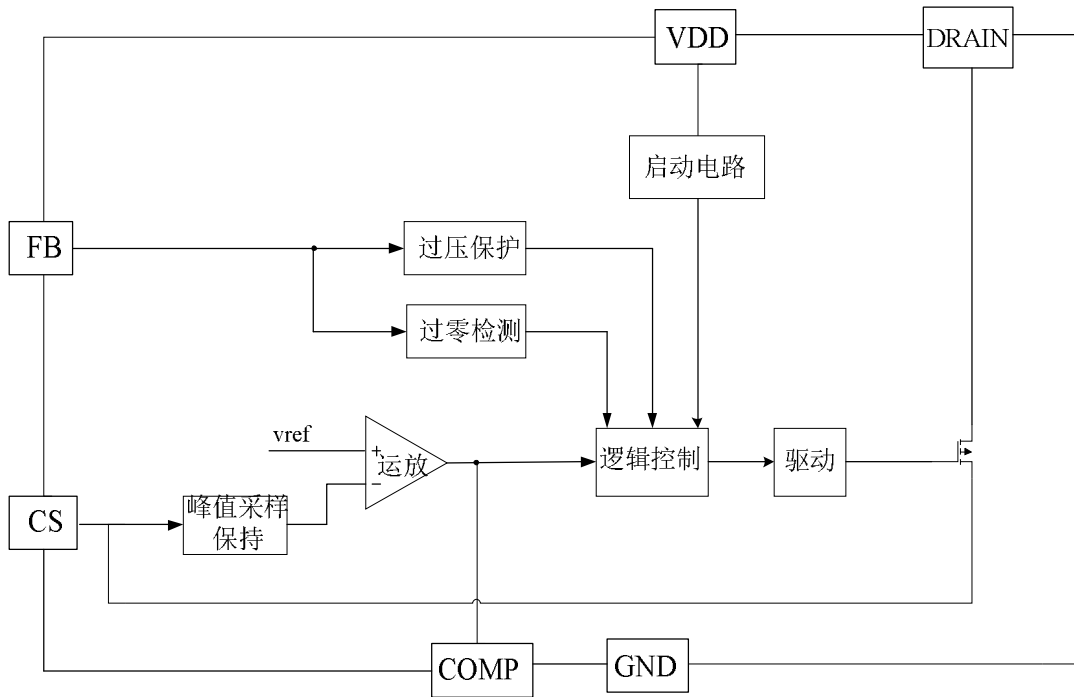 VDD
DRAIN
启动电路
FB
过压保护
过零检测
vref
+
运放
−
逻辑控制
驱动
CS
峰值采样
保持
COMP
GND